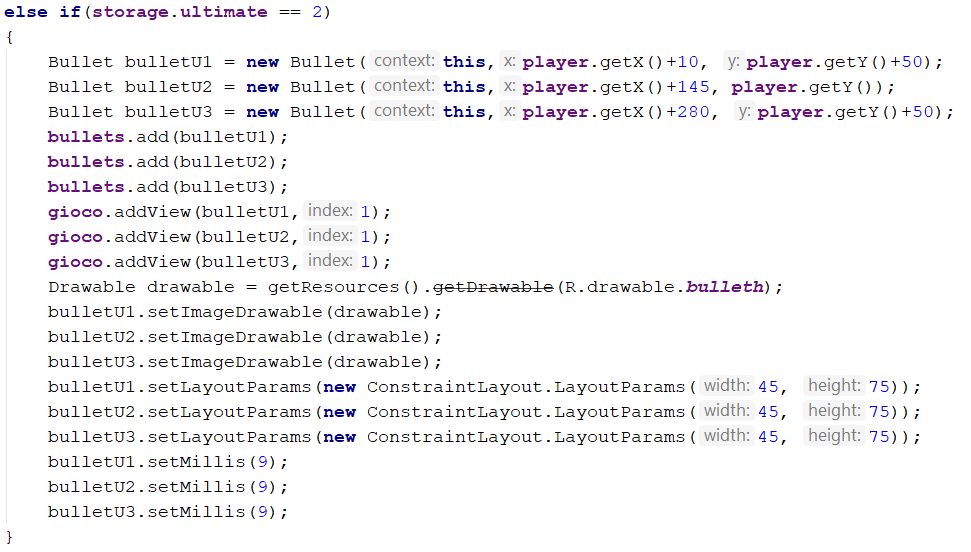 else if(storage.ultimate == 2)
{
    Bullet bulletU1 = new Bullet( context: this, x: player.getX()+10, y: player.getY()+50);
    Bullet bulletU2 = new Bullet( context: this, x: player.getX()+145, player.getY());
    Bullet bulletU3 = new Bullet( context: this, x: player.getX()+280, y: player.getY()+50);
    bullets.add(bulletU1);
    bullets.add(bulletU2);
    bullets.add(bulletU3);
    gioco.addView(bulletU1, index: 1);
    gioco.addView(bulletU2, index: 1);
    gioco.addView(bulletU3, index: 1);
    Drawable drawable = getResources().getDrawable(R.drawable.bulleth);
    bulletU1.setImageDrawable(drawable);
    bulletU2.setImageDrawable(drawable);
    bulletU3.setImageDrawable(drawable);
    bulletU1.setLayoutParams(new ConstraintLayout.LayoutParams( width: 45, height: 75));
    bulletU2.setLayoutParams(new ConstraintLayout.LayoutParams( width: 45, height: 75));
    bulletU3.setLayoutParams(new ConstraintLayout.LayoutParams( width: 45, height: 75));
    bulletU1.setMillis(9);
    bulletU2.setMillis(9);
    bulletU3.setMillis(9);
}